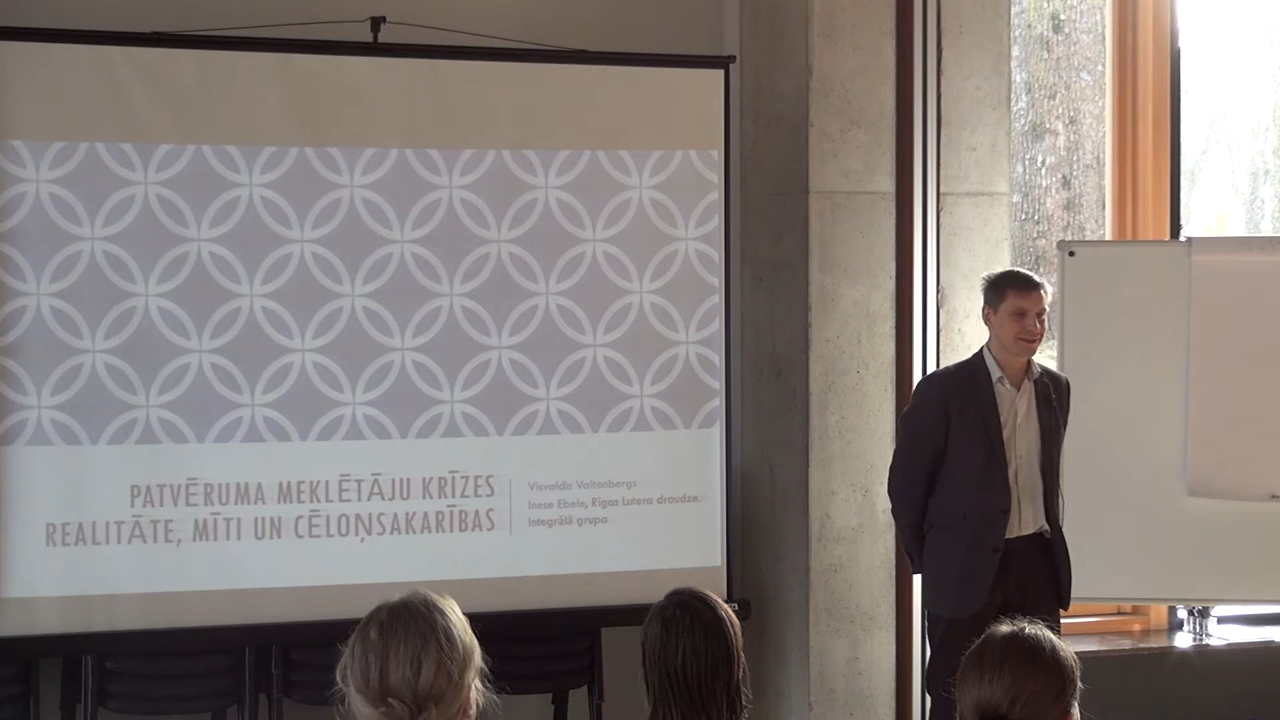 PATVĒRUMA MEKLĒTĀJU KRĪZES
REALITĀTE, MĪTI UN CĒLOŅSAKARĪBAS
Visvaldis Valtenbergs
Inese Ebele, Rīgas Lutera draudze.
Integrālā grupa